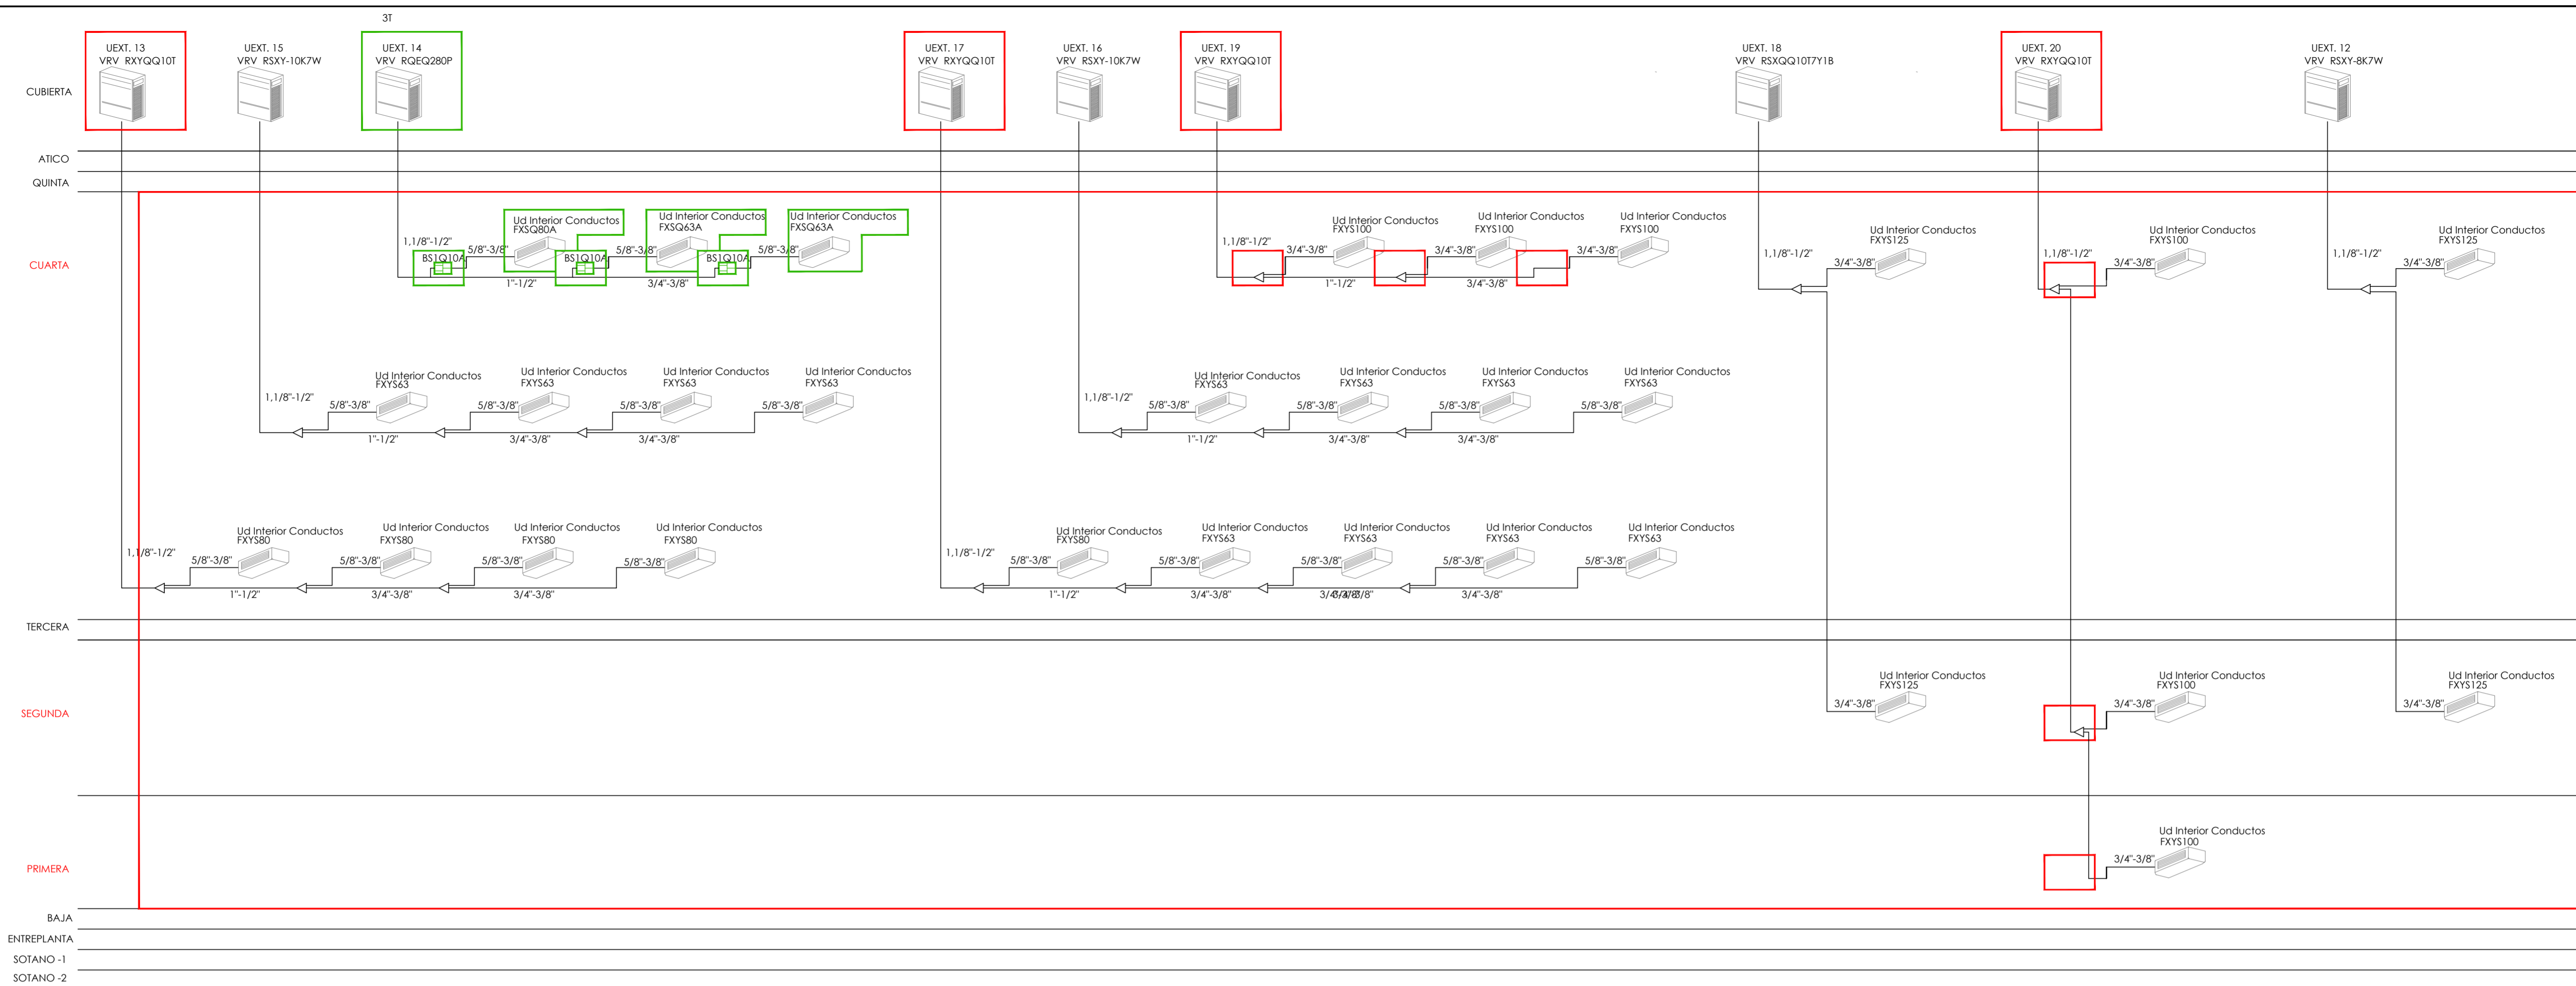 3T
UEXT. 13
VRV RXYQQ10T
UEXT. 15
VRV RSXY-10K7W
UEXT. 14
VRV RQEQ280P
UEXT. 17
VRV RXYQQ10T
UEXT. 16
VRV RSXY-10K7W
UEXT. 19
VRV RXYQQ10T
UEXT. 18
VRV RSXQQ10T7Y1B
UEXT. 20
VRV RXYQQ10T
UEXT. 12
VRV RSXY-8K7W
CUBIERTA
ATICO
QUINTA
CUARTA
1,1/8"-1/2"
BS1Q10A
5/8"-3/8"
Ud Interior Conductos
FXSQ80A
1"-1/2"
BS1Q10A
5/8"-3/8"
Ud Interior Conductos
FXSQ63A
3/4"-3/8"
BS1Q10A
5/8"-3/8"
Ud Interior Conductos
FXSQ63A
1,1/8"-1/2"
3/4"-3/8"
Ud Interior Conductos
FXYS100
1"-1/2"
3/4"-3/8"
Ud Interior Conductos
FXYS100
3/4"-3/8"
3/4"-3/8"
Ud Interior Conductos
FXYS100
1,1/8"-1/2"
3/4"-3/8"
Ud Interior Conductos
FXYS125
1,1/8"-1/2"
3/4"-3/8"
Ud Interior Conductos
FXYS100
1,1/8"-1/2"
3/4"-3/8"
Ud Interior Conductos
FXYS125
1,1/8"-1/2"
5/8"-3/8"
Ud Interior Conductos
FXYS63
1"-1/2"
5/8"-3/8"
Ud Interior Conductos
FXYS63
3/4"-3/8"
5/8"-3/8"
Ud Interior Conductos
FXYS63
3/4"-3/8"
5/8"-3/8"
Ud Interior Conductos
FXYS63
1,1/8"-1/2"
5/8"-3/8"
Ud Interior Conductos
FXYS63
1"-1/2"
5/8"-3/8"
Ud Interior Conductos
FXYS63
3/4"-3/8"
5/8"-3/8"
Ud Interior Conductos
FXYS63
3/4"-3/8"
5/8"-3/8"
Ud Interior Conductos
FXYS63
1,1/8"-1/2"
5/8"-3/8"
Ud Interior Conductos
FXYS80
1"-1/2"
5/8"-3/8"
Ud Interior Conductos
FXYS80
3/4"-3/8"
5/8"-3/8"
Ud Interior Conductos
FXYS80
3/4"-3/8"
5/8"-3/8"
Ud Interior Conductos
FXYS80
1,1/8"-1/2"
5/8"-3/8"
Ud Interior Conductos
FXYS80
1"-1/2"
5/8"-3/8"
Ud Interior Conductos
FXYS63
3/4"-3/8"
5/8"-3/8"
Ud Interior Conductos
FXYS63
3/4"-3/8"
5/8"-3/8"
Ud Interior Conductos
FXYS63
3/4"-3/8"
5/8"-3/8"
Ud Interior Conductos
FXYS63
TERCERA
SEGUNDA
3/4"-3/8"
Ud Interior Conductos
FXYS125
3/4"-3/8"
Ud Interior Conductos
FXYS100
3/4"-3/8"
Ud Interior Conductos
FXYS125
PRIMERA
3/4"-3/8"
Ud Interior Conductos
FXYS100
BAJA
ENTREPLANTA
SOTANO -1
SOTANO -2